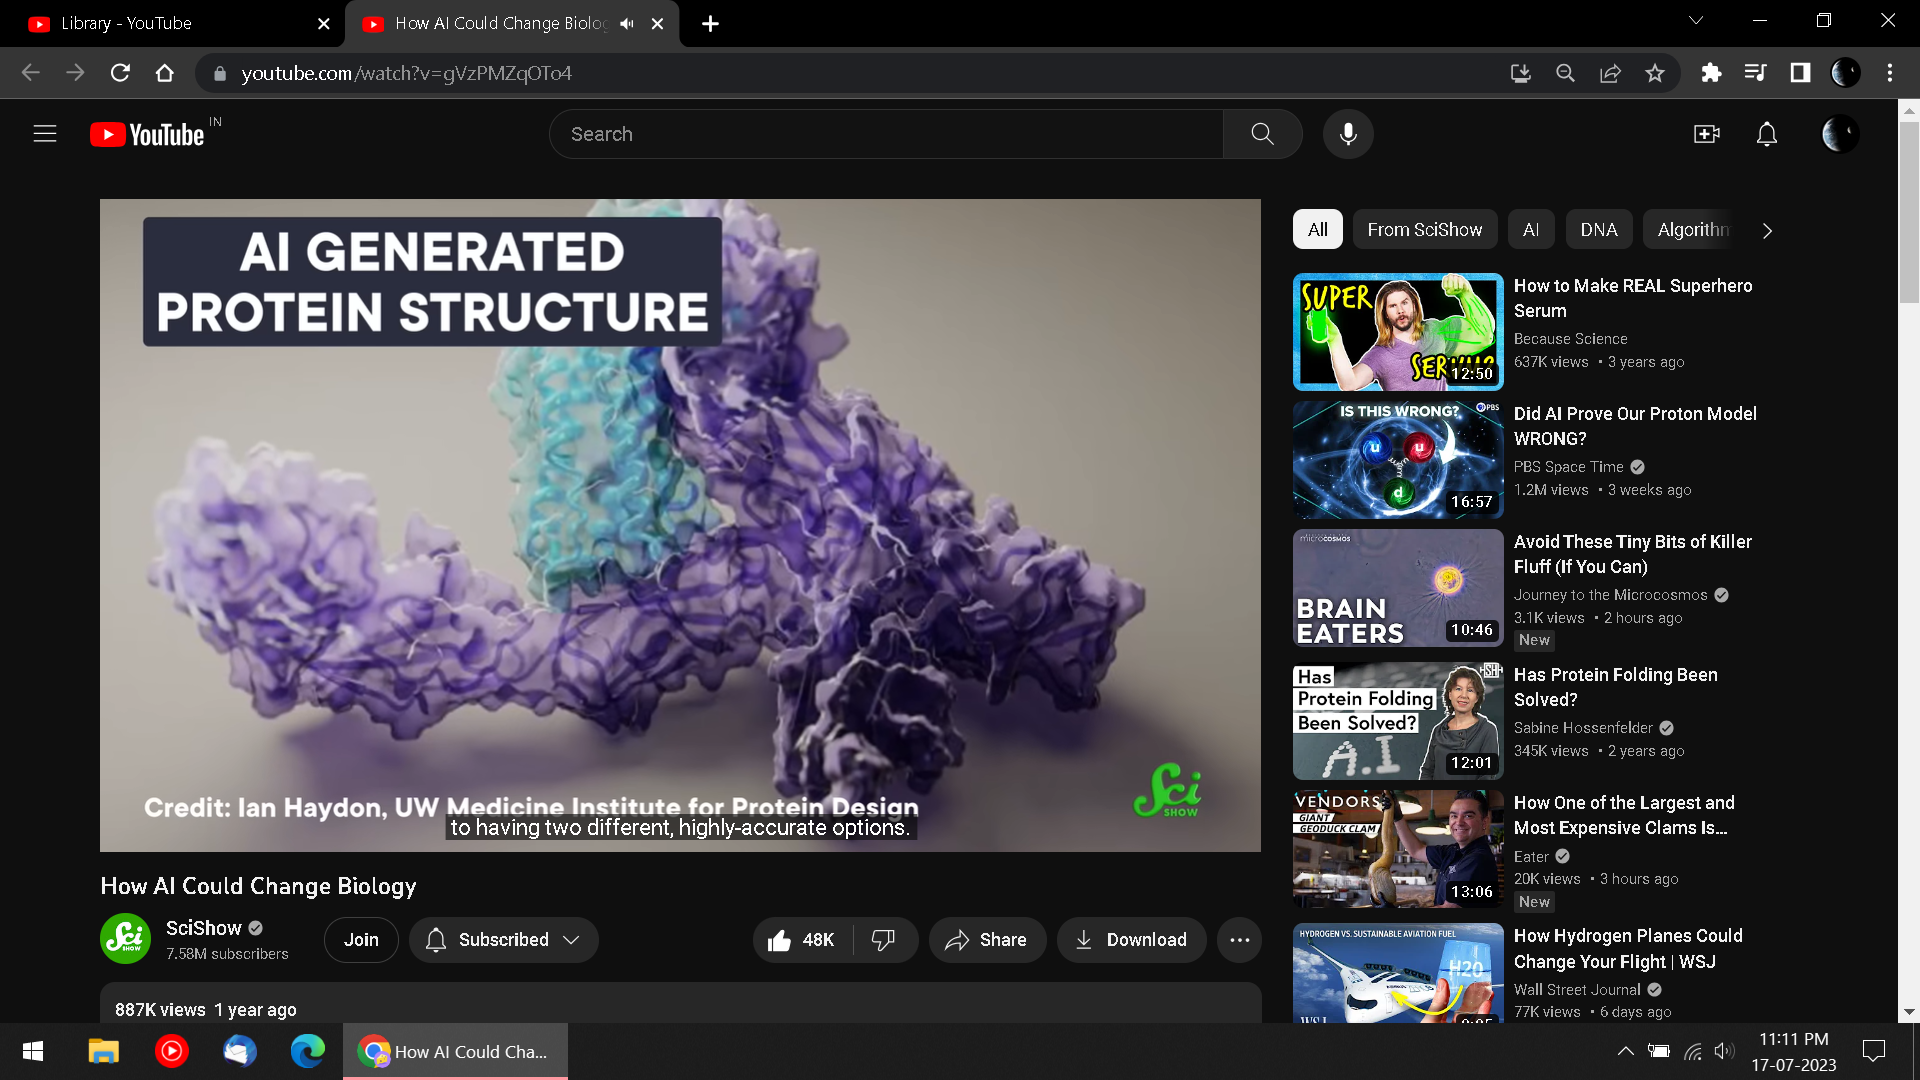 Library - YouTube
How AI Could Change Biolog
youtube.com/watch?v=gVzPMZqOTo4
YouTube IN
Search
AI GENERATED
PROTEIN STRUCTURE
Credit: Ian Haydon, UW Medicine Institute for Protein Design
to having two different, highly-accurate options.
Sci
SHOW
How AI Could Change Biology
Sci
SHOW
SciShow
7.58M subscribers
Join
Subscribed
48K
Share
Download
887K views 1 year ago
All
From SciShow
AI
DNA
Algorithm
SUPER
SERUM?
12:50
How to Make REAL Superhero
Serum
Because Science
637K views • 3 years ago
IS THIS WRONG?
PBS
u
u
d
16:57
Did AI Prove Our Proton Model
WRONG?
PBS Space Time
1.2M views • 3 weeks ago
microcosmos
BRAIN
EATERS
10:46
Avoid These Tiny Bits of Killer
Fluff (If You Can)
Journey to the Microcosmos
3.1K views • 2 hours ago
New
Has
Protein Folding
Been Solved?
A.I
12:01
Has Protein Folding Been
Solved?
Sabine Hossenfelder
345K views • 2 years ago
VENDORS
GIANT
GEODUCK CLAM
13:06
How One of the Largest and
Most Expensive Clams Is...
Eater
20K views • 3 hours ago
New
HYDROGEN VS. SUSTAINABLE AVIATION FUEL
H20
WSJ
How Hydrogen Planes Could
Change Your Flight | WSJ
Wall Street Journal
77K views • 6 days ago
How AI Could Cha...
11:11 PM
17-07-2023